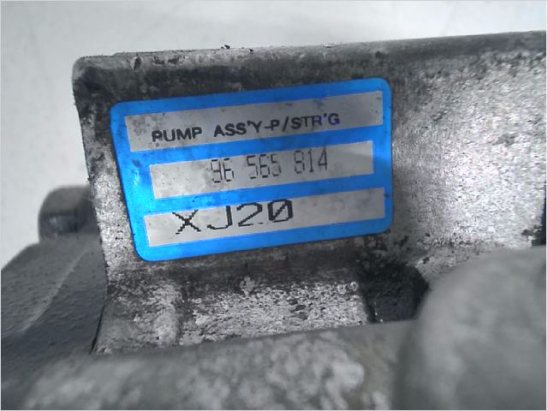 PUMP ASS'Y-P/STR'G
96 565 814
XJ20